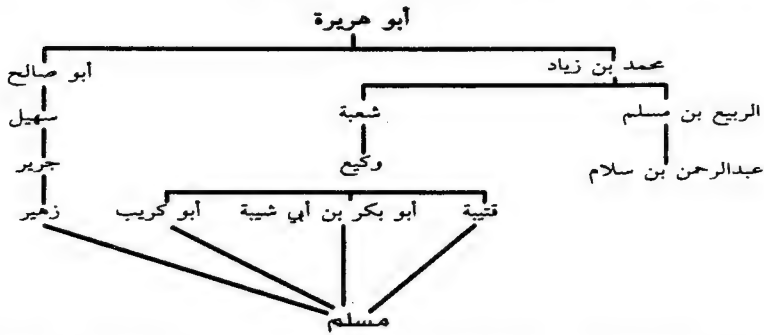 أبو هريرة
محمد بن زياد
أبو صالح
الربيع بن مسلم
شعبة
سهيل
عبدالرحمن بن سلام
وكيع
جرير
قتيبة
أبو بكر بن أبي شيبة
أبو كريب
زهير
مسلم